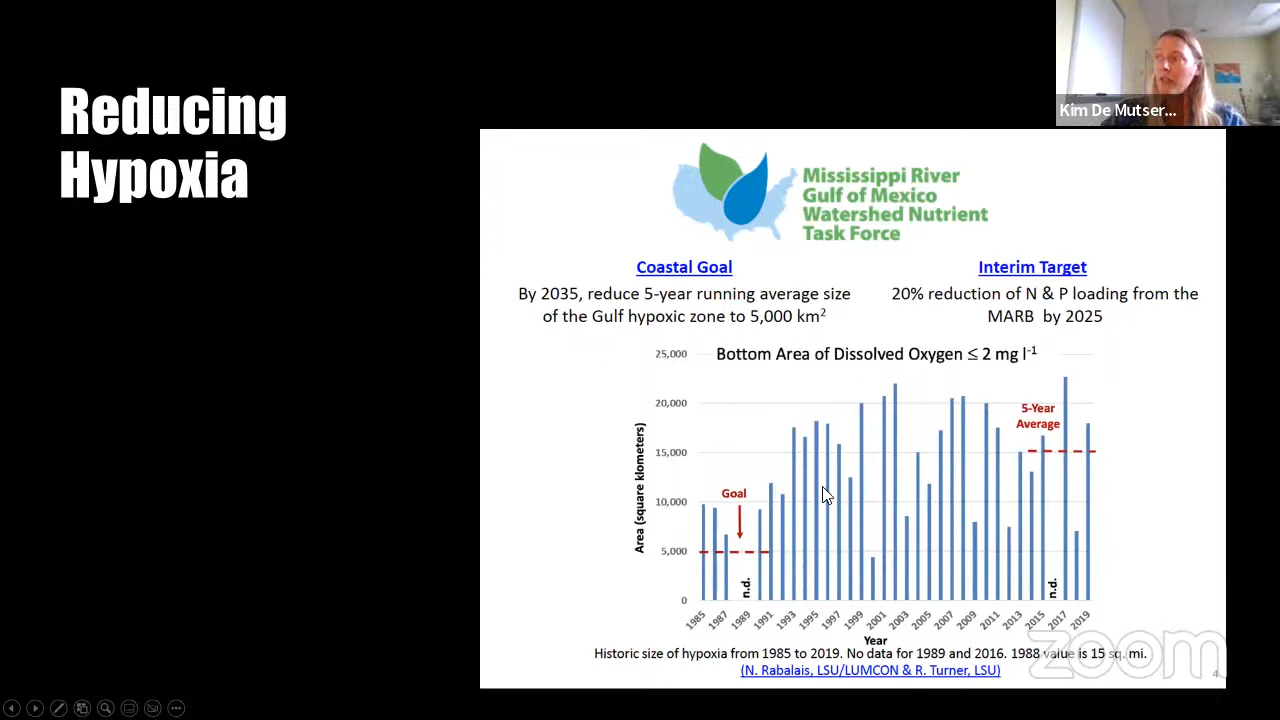 Reducing
Hypoxia
Kim De Mutser...
Mississippi River
Gulf of Mexico
Watershed Nutrient
Task Force
Coastal Goal
By 2035, reduce 5-year running average size
of the Gulf hypoxic zone to 5,000 km2
Interim Target
20% reduction of N & P loading from the
MARB by 2025
Bottom Area of Dissolved Oxygen ≤ 2 mg l-1
25,000
20,000
15,000
10,000
5,000
0
Area (square klometers)
Goal
5-Year
Average
n.d.
n.d.
1985
1987
1989
1991
1993
1995
1997
1999
2001
2003
2005
2007
2009
2011
2013
2015
2017
2019
Year
Historic size of hypoxia from 1985 to 2019. No data for 1989 and 2016. 1988 value is 15 sq. mi.
(N. Rabalais, LSU/LUMCON & R. Turner, LSU)
zoom
4